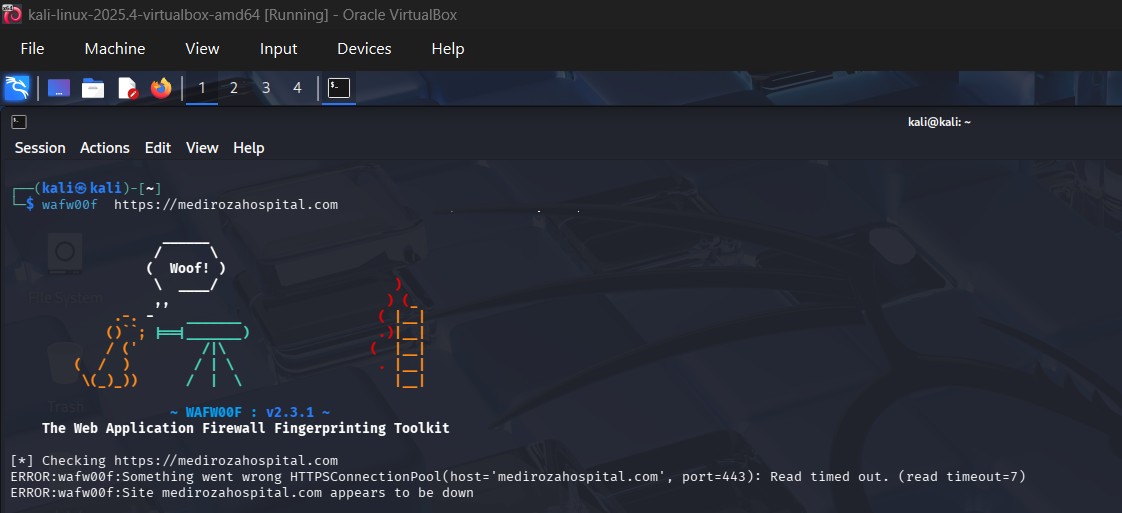 kali-linux-2025.4-virtualbox-amd64 [Running] - Oracle VirtualBox
File Machine View Input Devices Help
1 2 3 4
kali@kali: ~
Session Actions Edit View Help
┌──(kali㉿kali)-[~]
└─$ wafw00f  https://medirozahospital.com
Woof!
File System
Trash
~ WAFW00F : v2.3.1 ~
The Web Application Firewall Fingerprinting Toolkit
[*] Checking https://medirozahospital.com
ERROR:wafw00f:Something went wrong HTTPSConnectionPool(host='medirozahospital.com', port=443): Read timed out. (read timeout=7)
ERROR:wafw00f:Site medirozahospital.com appears to be down